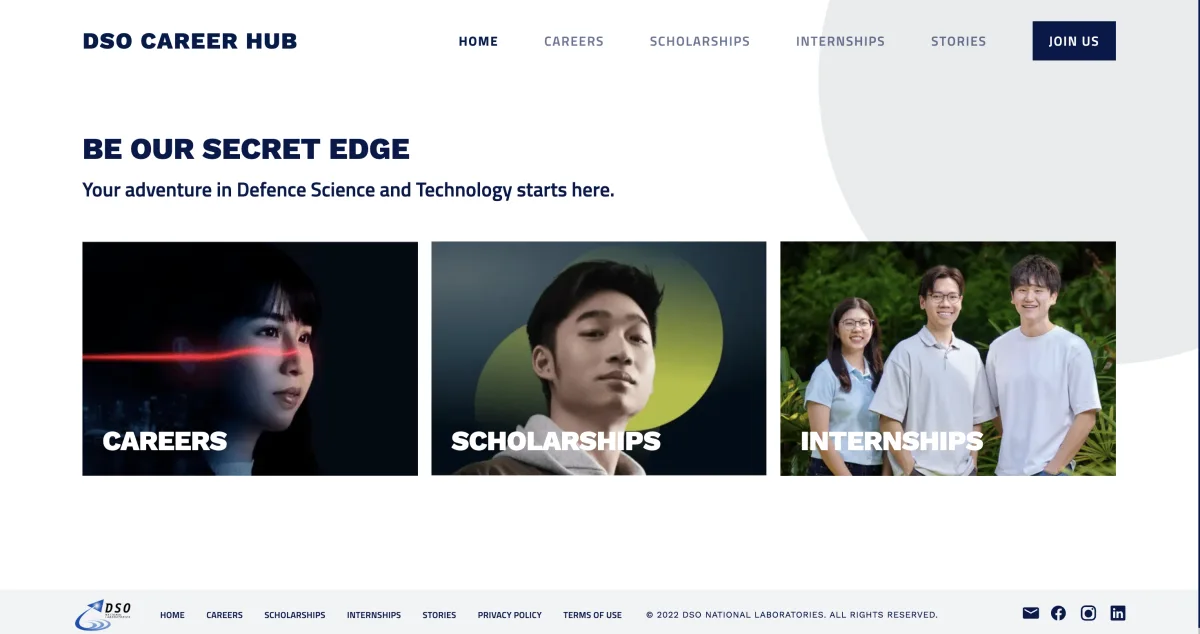 DSO CAREER HUB
HOME CAREERS SCHOLARSHIPS INTERNSHIPS STORIES JOIN US
BE OUR SECRET EDGE
Your adventure in Defence Science and Technology starts here.
CAREERS SCHOLARSHIPS INTERNSHIPS
DSO
HOME CAREERS SCHOLARSHIPS INTERNSHIPS STORIES PRIVACY POLICY TERMS OF USE © 2022 DSO NATIONAL LABORATORIES. ALL RIGHTS RESERVED.